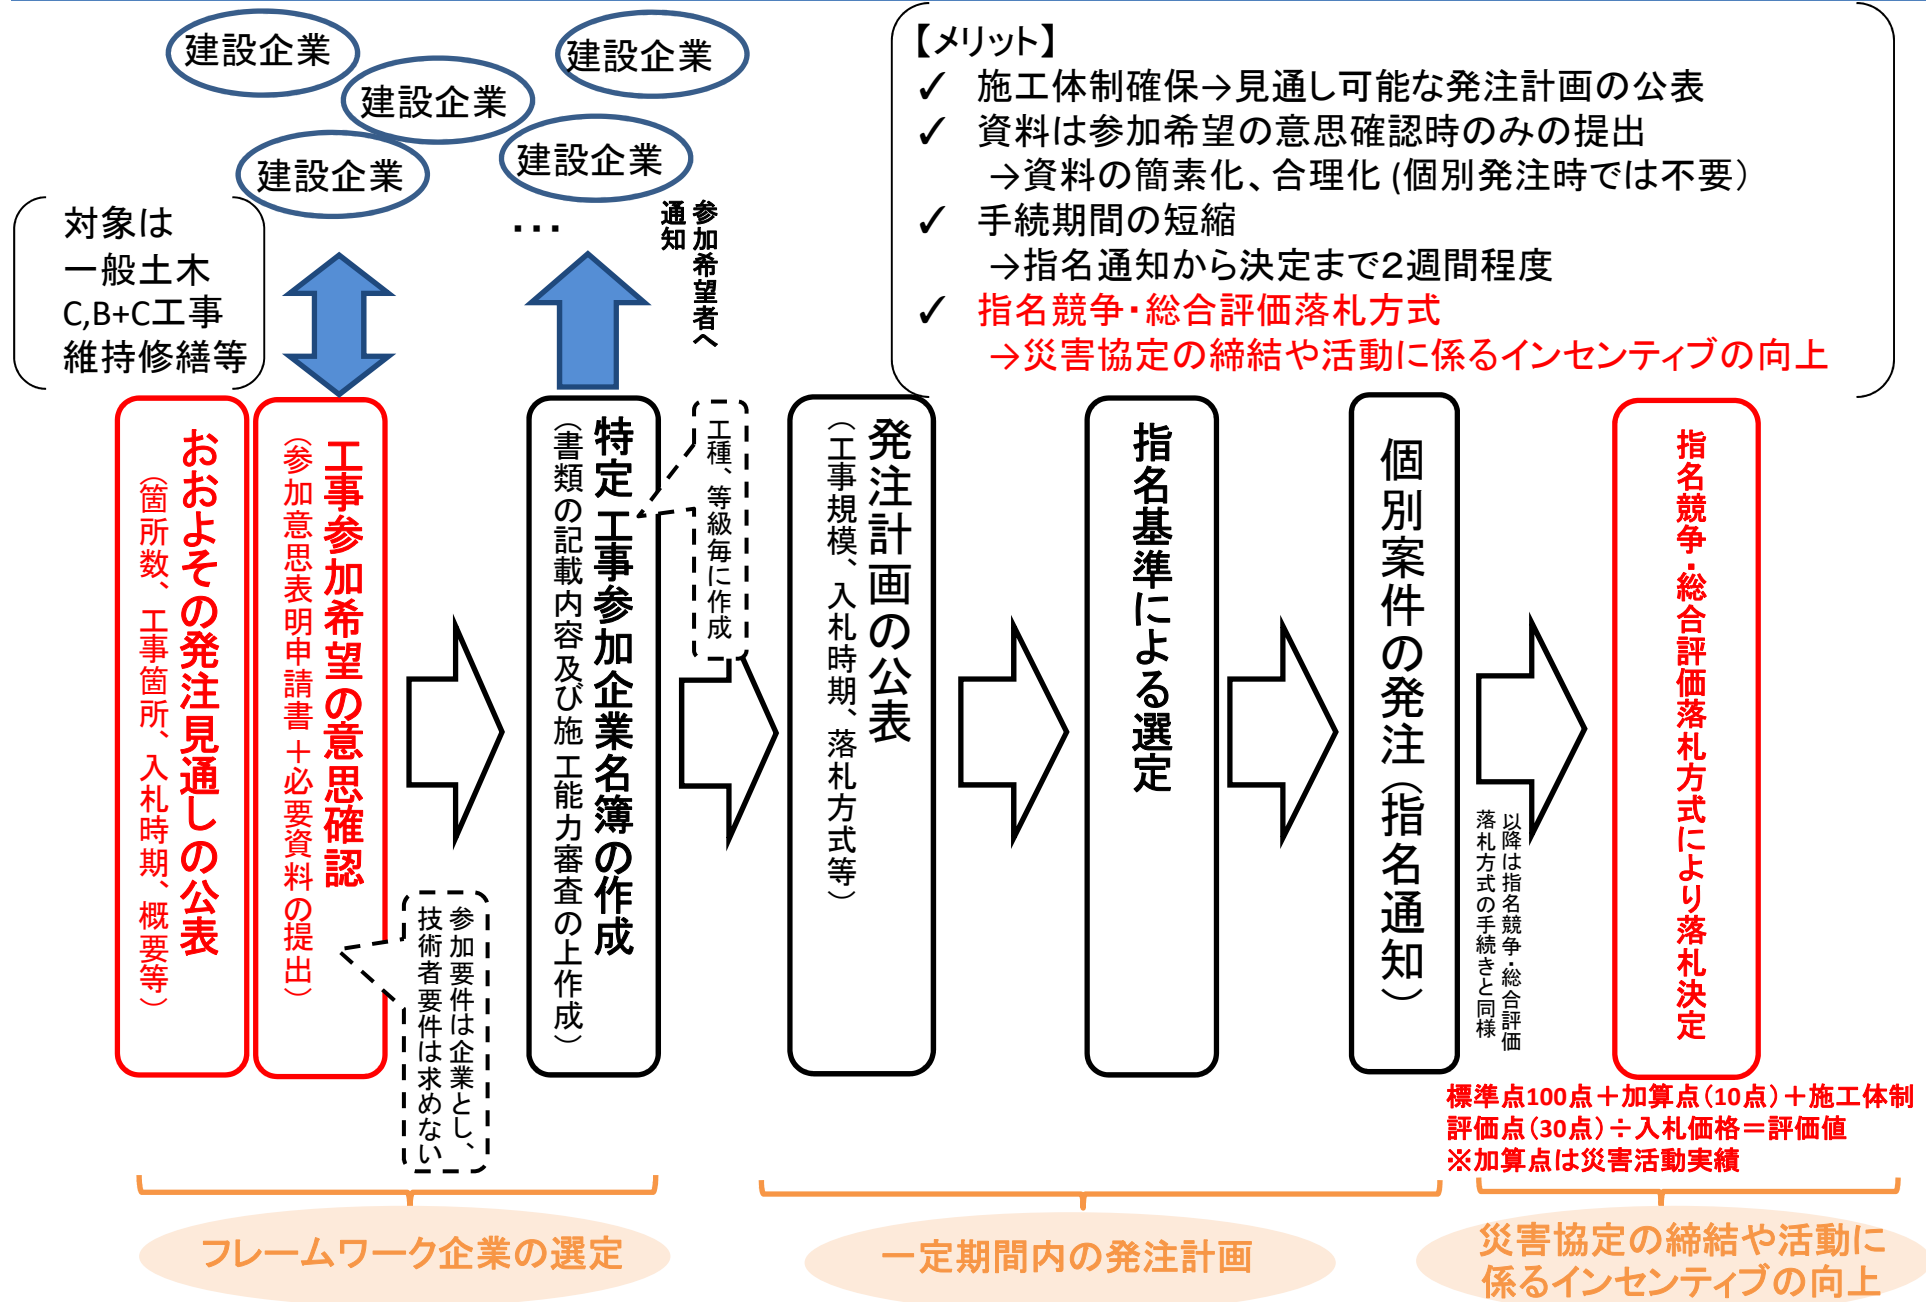 建設企業
建設企業
建設企業
建設企業
建設企業
…
【メリット】
✓ 施工体制確保→見通し可能な発注計画の公表
✓ 資料は参加希望の意思確認時のみの提出
→資料の簡素化、合理化(個別発注時では不要)
✓ 手続期間の短縮
→指名通知から決定まで2週間程度
✓ 指名競争・総合評価落札方式
→災害協定の締結や活動に係るインセンティブの向上
対象は
一般土木
C,B+C工事
維持修繕等
参加希望者へ
通知
おおよその発注見通しの公表
(箇所数、工事箇所、入札時期、概要等)
工事参加希望の意思確認
(参加意思表明申請書+必要資料の提出)
参加要件は企業とし、
技術者要件は求めない
特定工事参加企業名簿の作成
(書類の記載内容及び施工能力審査の上作成)
工種、等級毎に作成
発注計画の公表
(工事規模、入札時期、落札方式等)
指名基準による選定
個別案件の発注(指名通知)
以降は指名競争・総合評価
落札方式の手続きと同様
指名競争・総合評価落札方式により落札決定
標準点100点+加算点(10点)+施工体制
評価点(30点)÷入札価格=評価値
※加算点は災害活動実績
フレームワーク企業の選定
一定期間内の発注計画
災害協定の締結や活動に
係るインセンティブの向上